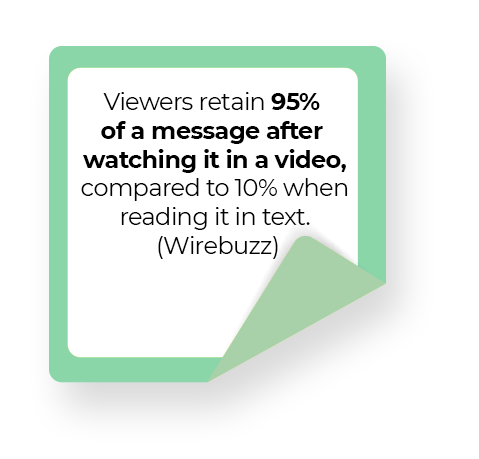 Viewers retain 95%
of a message after
watching it in a video,
compared to 10% when
reading it in text.
(Wirebuzz)